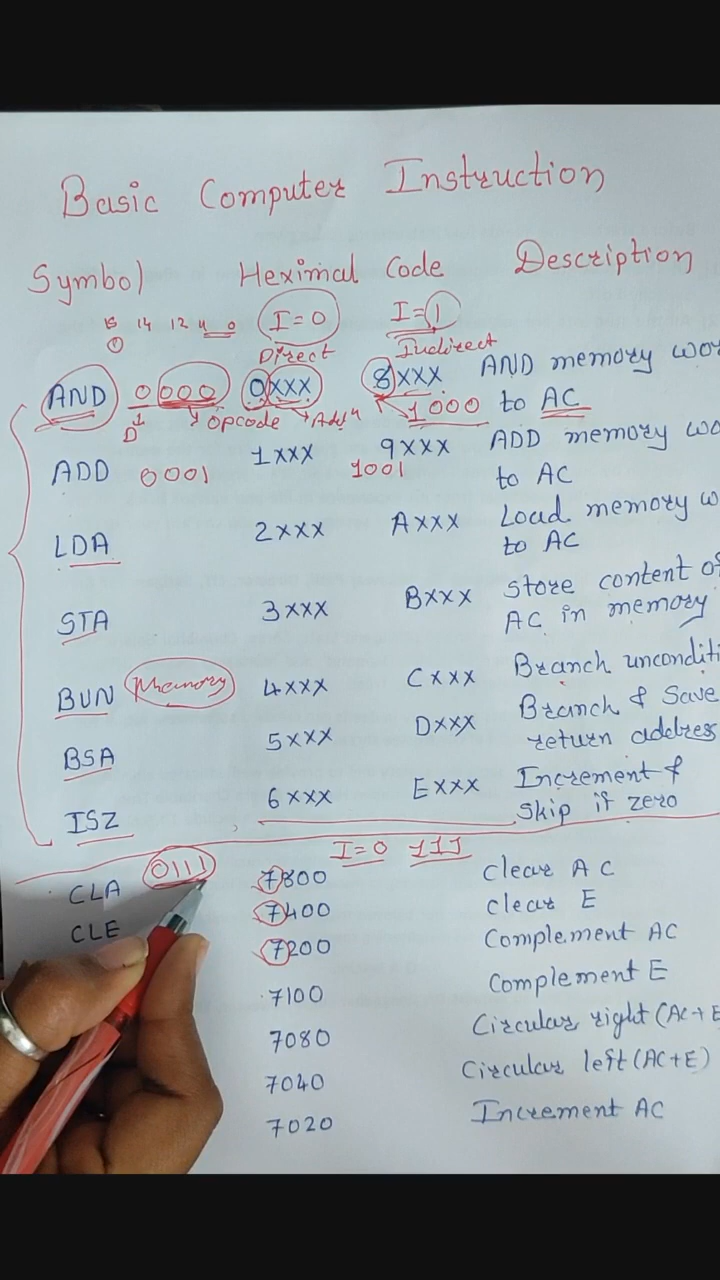 Basic Computer Instruction
Symbol Heximal Code Description
15 14 12 11 0 I=0 I=1
0 Direct Indirect
AND 0000 0xxx 8xxx AND memory wor
D opcode Addr 1000 to AC
ADD 0001 1xxx 9xxx ADD memory wo
1001 to AC
LDA 2xxx Axxx Load memory w
to AC
STA 3xxx Bxxx Store content of
AC in memory
BUN Memory 4xxx Cxxx Branch unconditi
BSA 5xxx Dxxx Branch & Save
return address
ISZ 6xxx Exxx Increment &
Skip if zero
I=0 111
CLA 0111 7800 Clear AC
CLE 7400 Clear E
7200 Complement AC
7100 Complement E
7080 Circular right (AC+E
7040 Circular left (AC+E)
7020 Increment AC